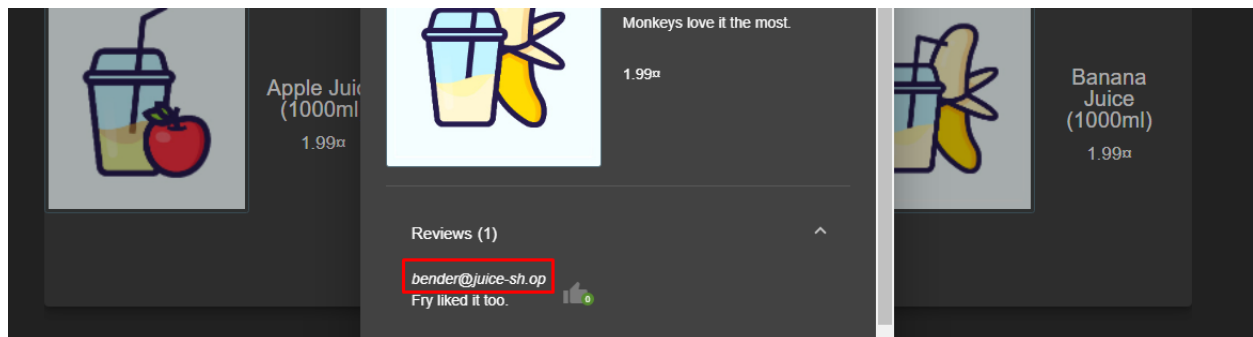 Monkeys love it the most.
1.99¤
Apple Juic
(1000ml
1.99¤
Banana
Juice
(1000ml)
1.99¤
Reviews (1)
bender@juice-sh.op
Fry liked it too.
0